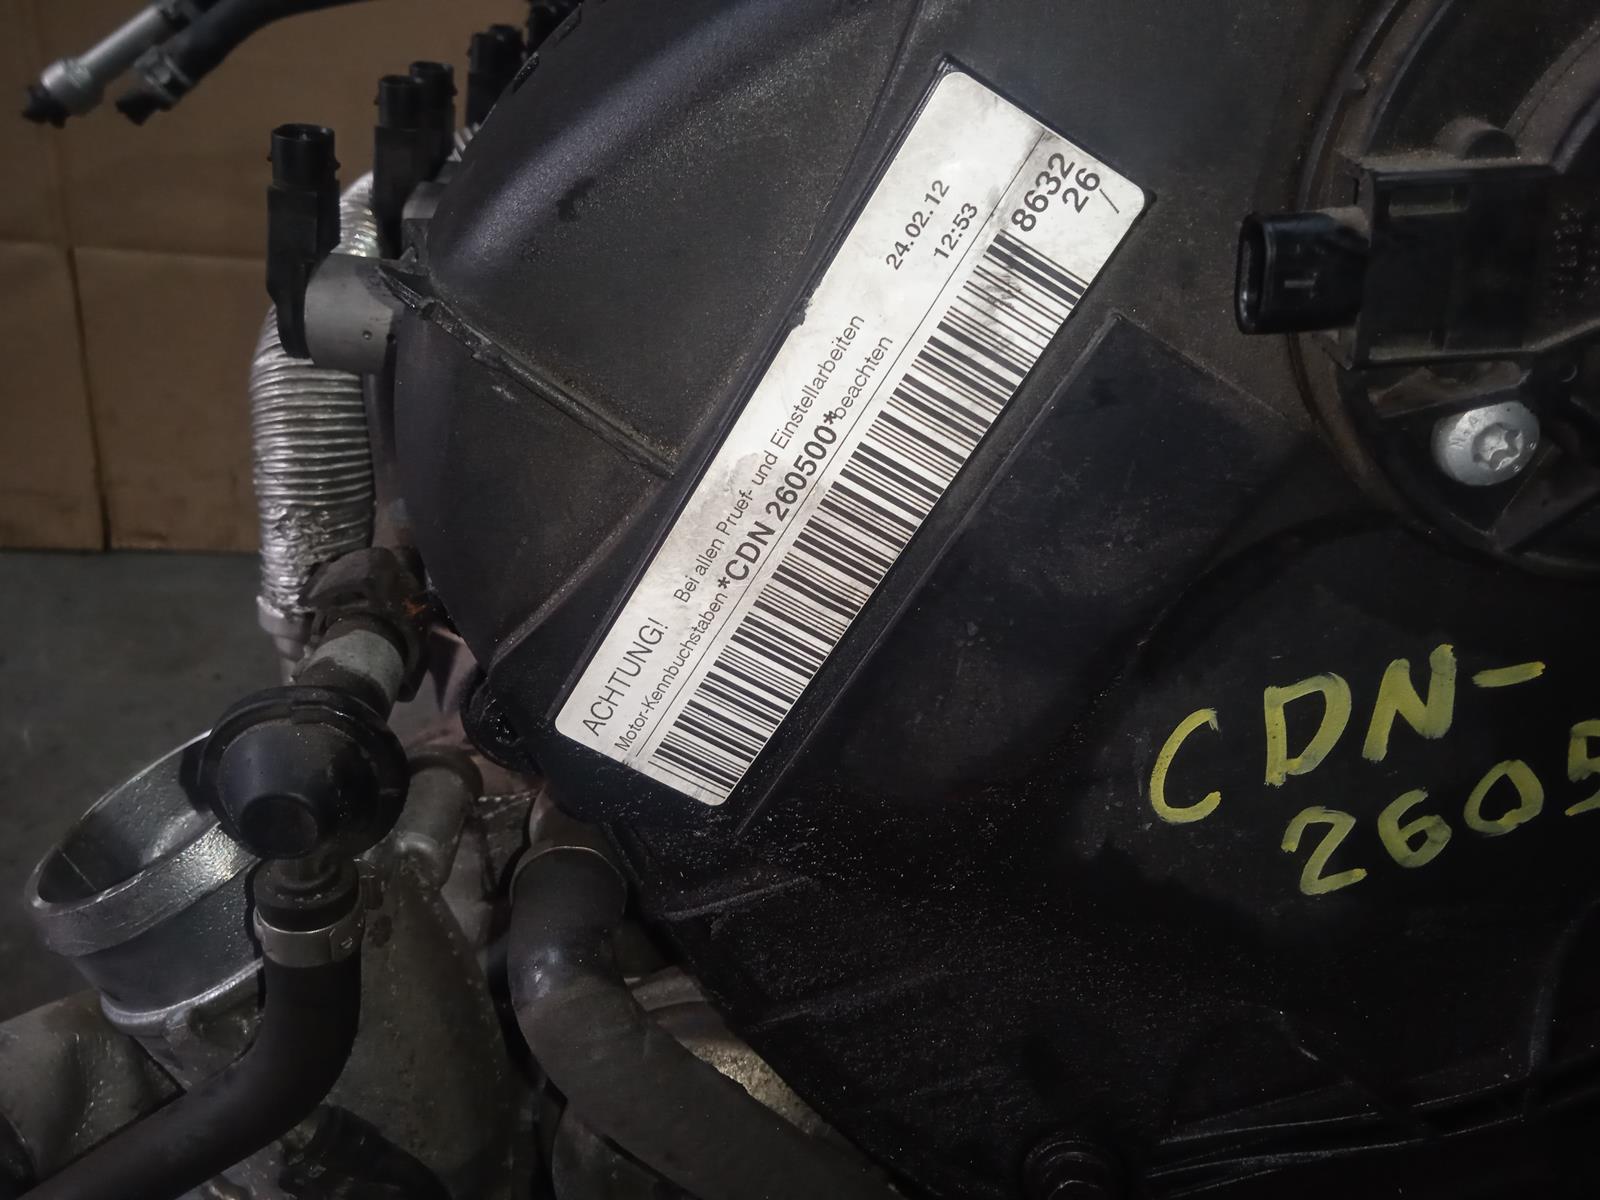 ACHTUNG! Bei allen Pruef- und Einstellarbeiten 24.02.12
Motor-Kennbuchstaben *CDN 260500* beachten 12:53
8632
26
CDN-
2605